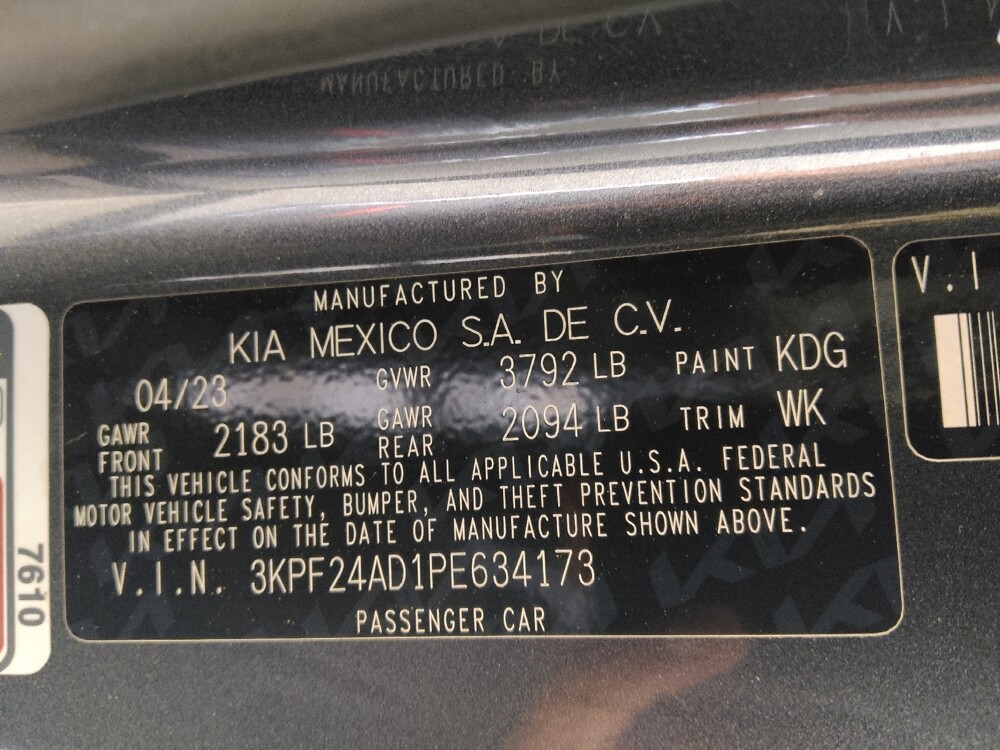 MANUFACTURED BY
KIA MEXICO S.A. DE C.V.
04/23 GVWR 3792 LB PAINT KDG
GAWR FRONT 2183 LB GAWR REAR 2094 LB TRIM WK
THIS VEHICLE CONFORMS TO ALL APPLICABLE U.S.A. FEDERAL
MOTOR VEHICLE SAFETY, BUMPER, AND THEFT PREVENTION STANDARDS
IN EFFECT ON THE DATE OF MANUFACTURE SHOWN ABOVE.
V.I.N. 3KPF24AD1PE634173
PASSENGER CAR
V.I
7610